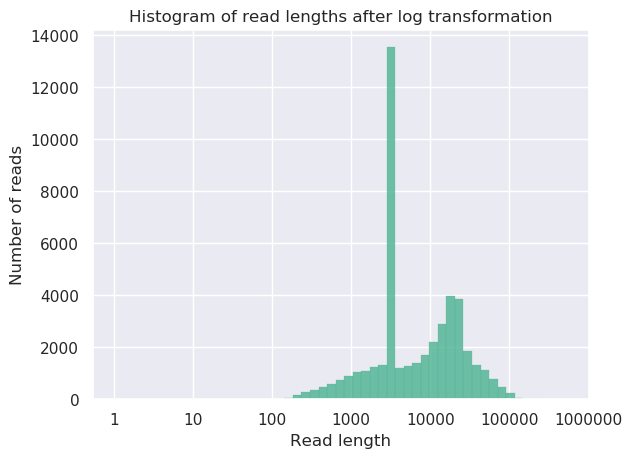 Histogram of read lengths after log transformation
14000
12000
10000
8000
6000
4000
2000
0
Number of reads
1 10 100 1000 10000 100000 1000000
Read length